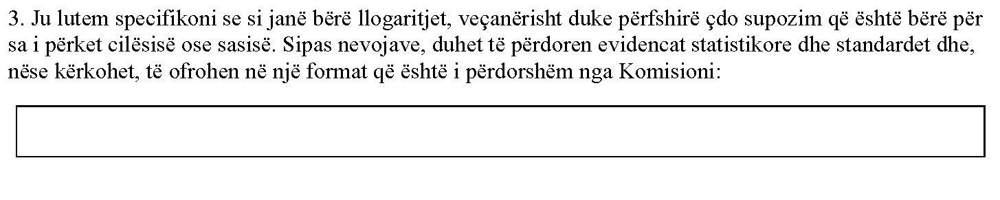 3. Ju lutem specifikoni se si janë bërë llogaritjet, veçanërisht duke përfshirë çdo supozim që është bërë për
sa i përket cilësisë ose sasisë. Sipas nevojave, duhet të përdoren evidencat statistikore dhe standardet dhe,
nëse kërkohet, të ofrohen në një format që është i përdorshëm nga Komisioni: